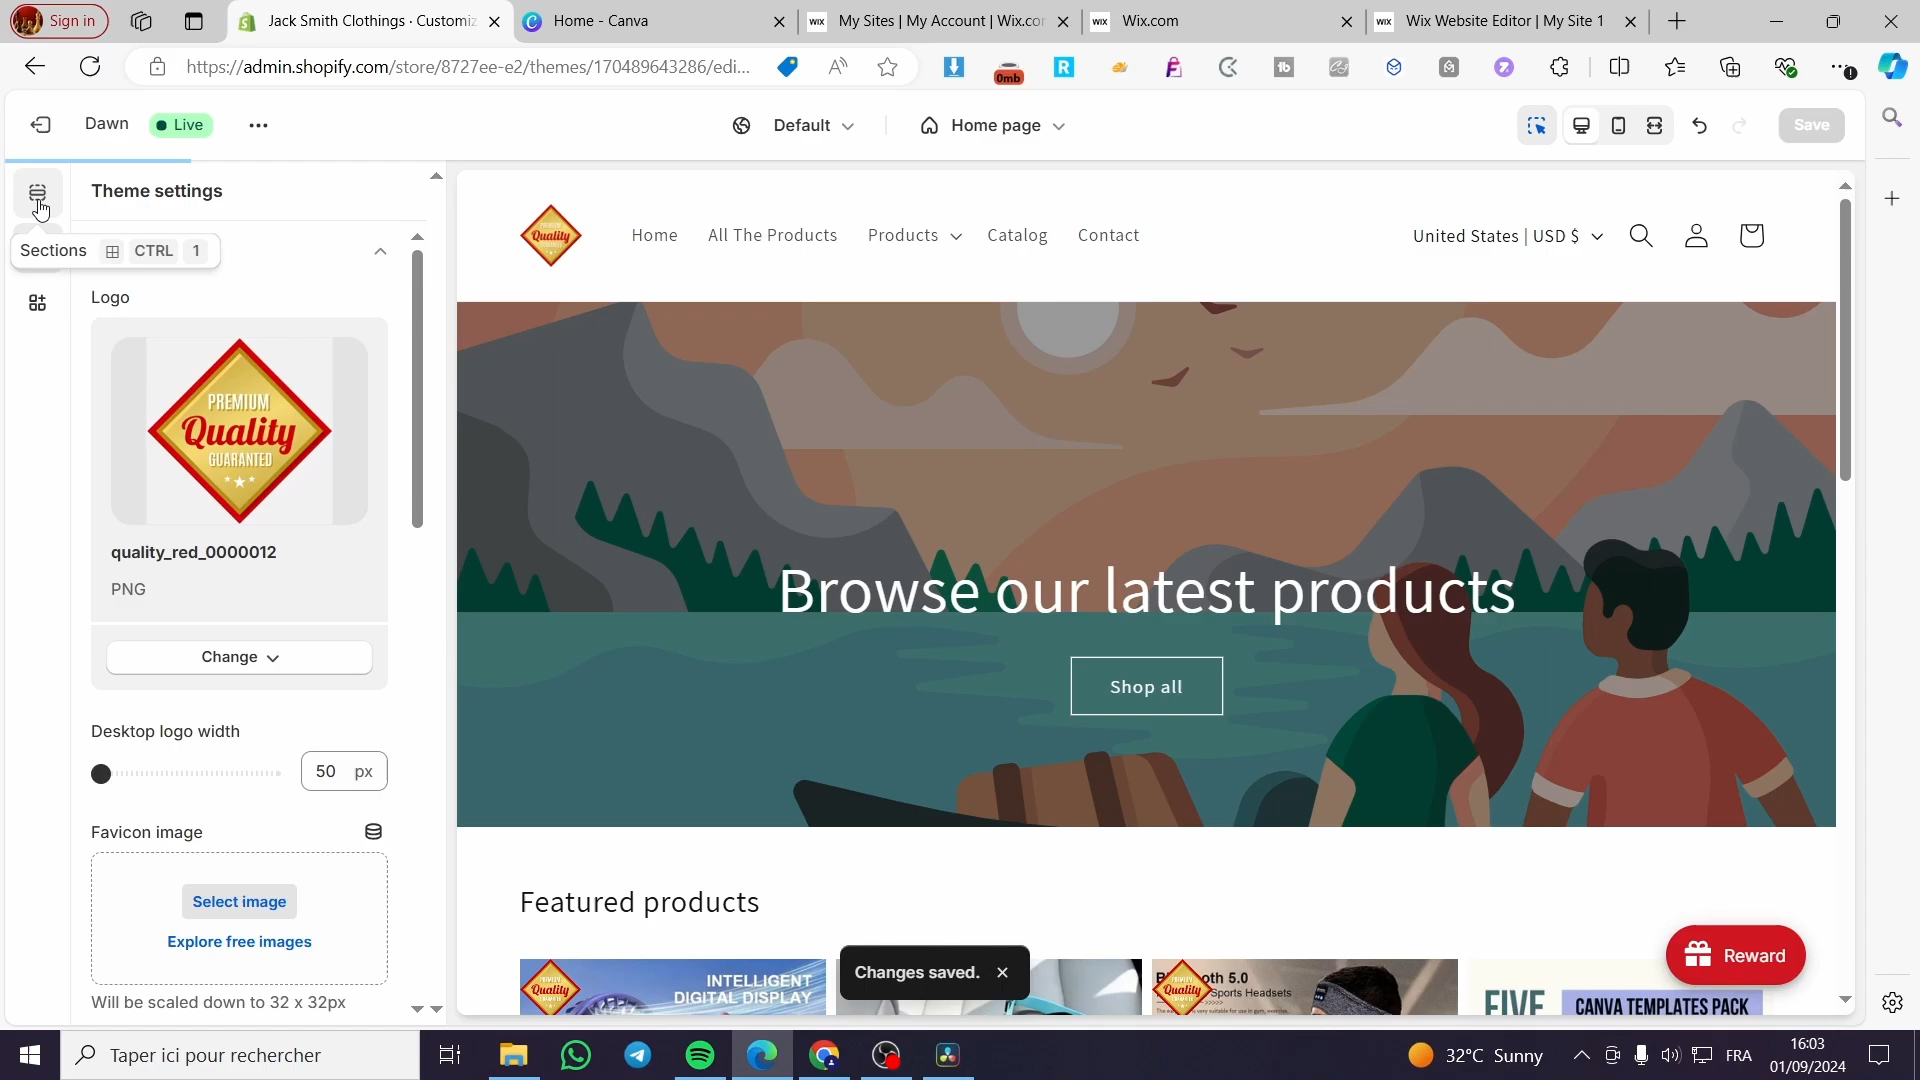 Sign in
Jack Smith Clothings · Customiz
Home - Canva
My Sites | My Account | Wix.cor
Wix.com
Wix Website Editor | My Site 1
https://admin.shopify.com/store/8727ee-e2/themes/170489643286/edi...
0mb
Dawn
Live
Default
Home page
Save
Theme settings
Sections
CTRL
1
Logo
PREMIUM
Quality
GUARANTED
quality_red_0000012
PNG
Change
Desktop logo width
50 px
Favicon image
Select image
Explore free images
Will be scaled down to 32 x 32px
Quality
Home
All The Products
Products
Catalog
Contact
United States | USD $
Browse our latest products
Shop all
Featured products
INTELLIGENT
DIGITAL DISPLAY
Quality
Quality
Sports Headsets
FIVE
CANVA TEMPLATES PACK
Changes saved.
Reward
Taper ici pour rechercher
32°C Sunny
FRA
16:03
01/09/2024